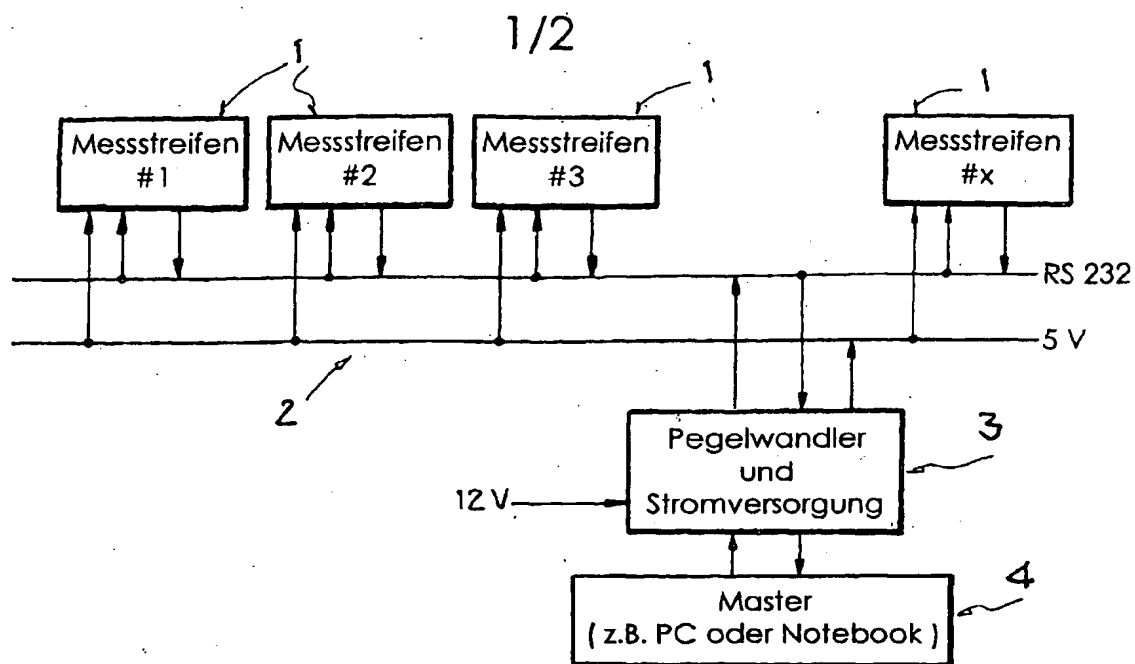 1/2
1 1 1 1
Messstreifen #1
Messstreifen #2
Messstreifen #3
Messstreifen #x
RS 232
5 V
2
Pegelwandler
und
Stromversorgung
3
12 V
Master
( z.B. PC oder Notebook )
4